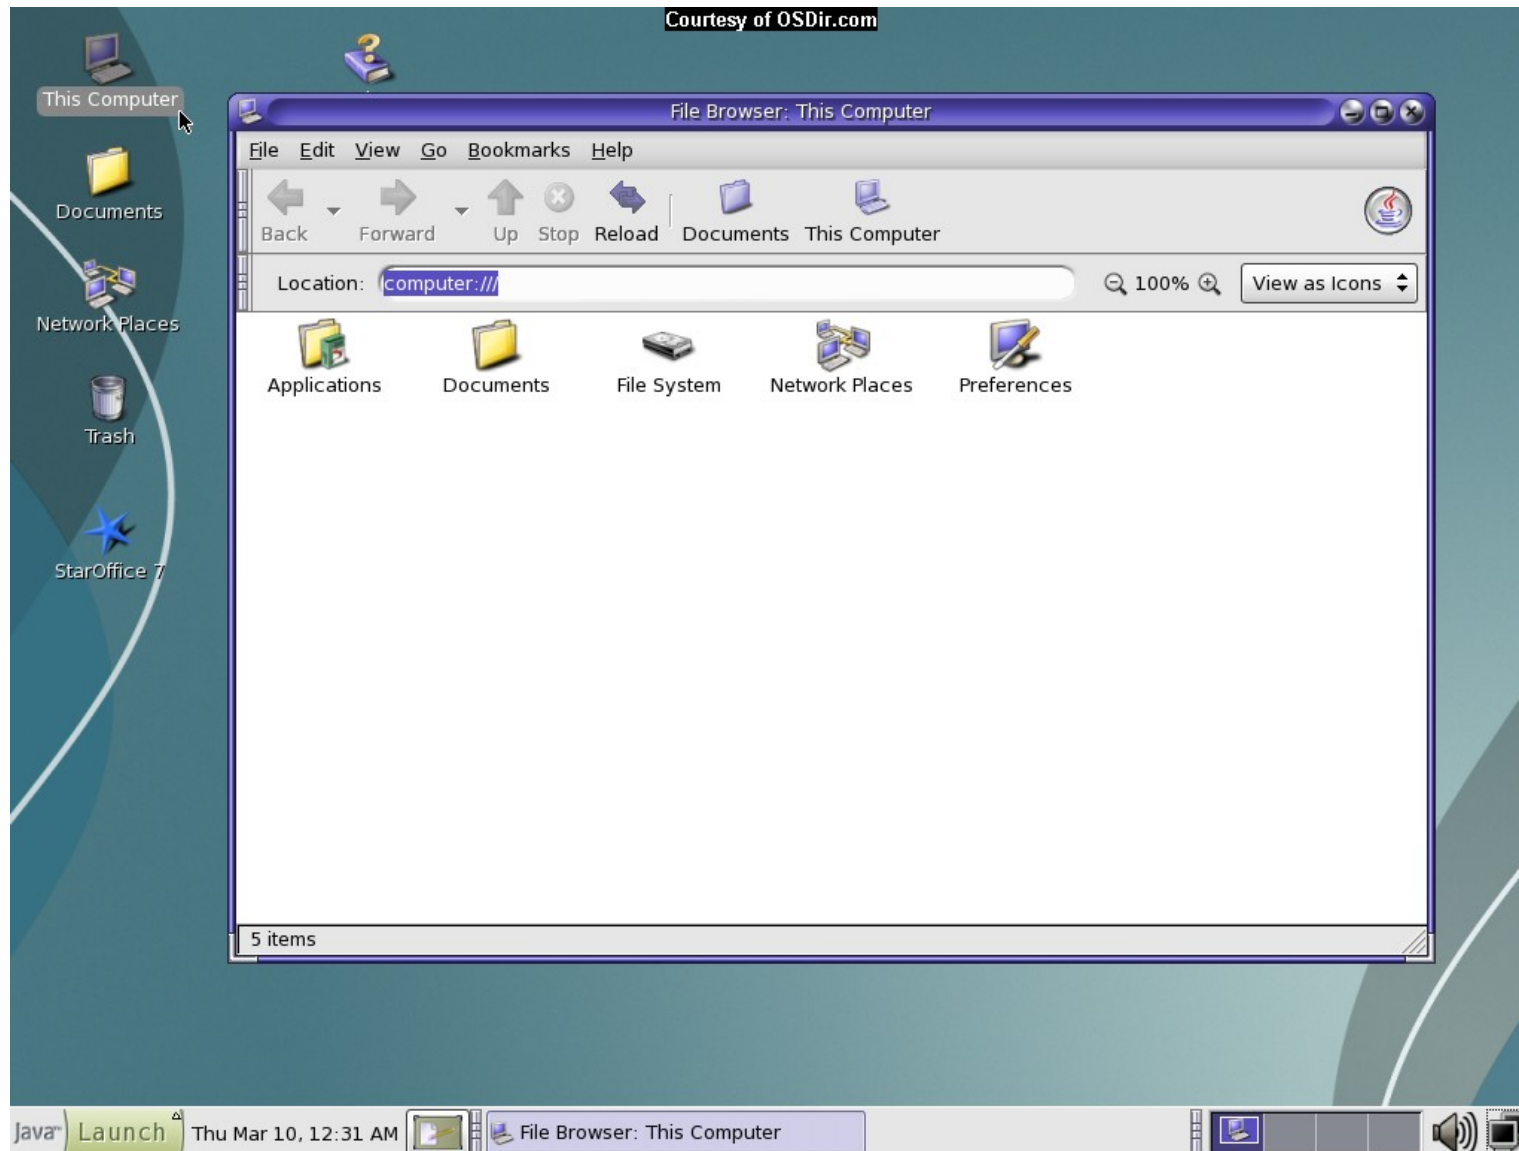 Courtesy of OSDir.com
This Computer
Documents
Network Places
Trash
StarOffice 7
File Browser: This Computer
File Edit View Go Bookmarks Help
Back Forward Up Stop Reload Documents This Computer
Location: computer:/// 100% View as Icons
Applications Documents File System Network Places Preferences
5 items
Java™ Launch Thu Mar 10, 12:31 AM File Browser: This Computer